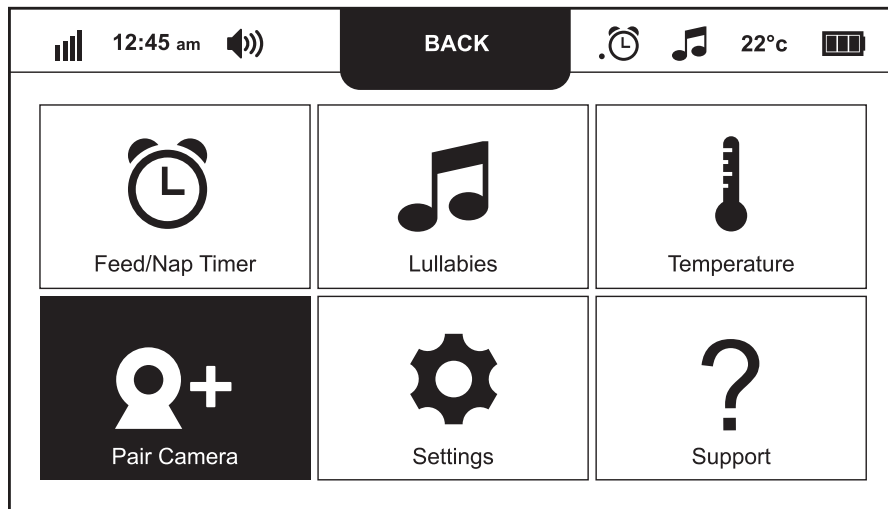 12:45 am
BACK
22°c
Feed/Nap Timer
Lullabies
Temperature
Pair Camera
Settings
Support